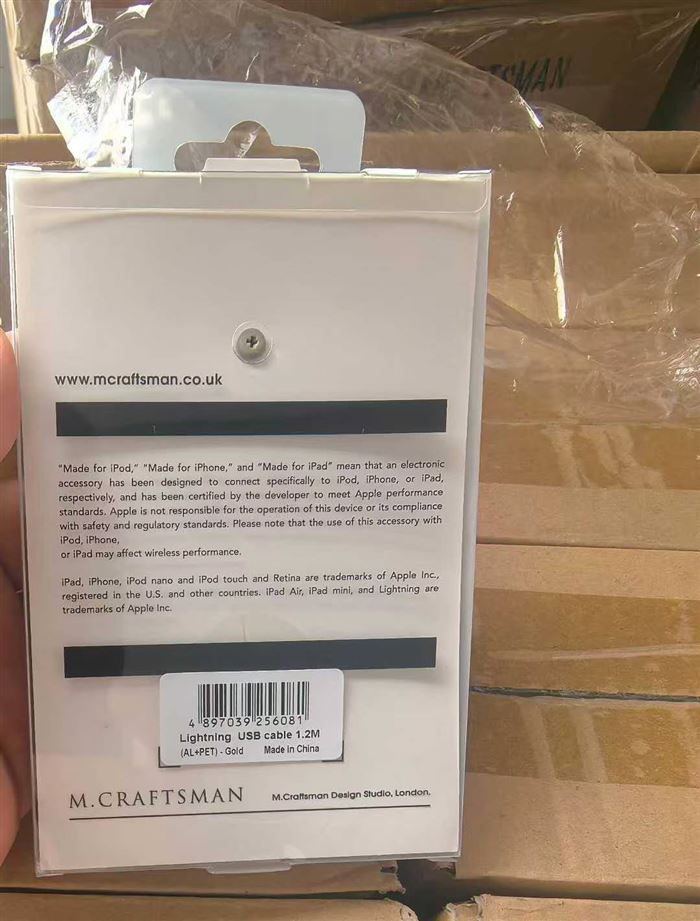 TSMAN
www.mcraftsman.co.uk
"Made for iPod," "Made for iPhone," and "Made for iPad" mean that an electronic
accessory has been designed to connect specifically to iPod, iPhone, or iPad,
respectively, and has been certified by the developer to meet Apple performance
standards. Apple is not responsible for the operation of this device or its compliance
with safety and regulatory standards. Please note that the use of this accessory with
iPod, iPhone,
or iPad may affect wireless performance.
iPad, iPhone, iPod nano and iPod touch and Retina are trademarks of Apple Inc.,
registered in the U.S. and other countries. iPad Air, iPad mini, and Lightning are
trademarks of Apple Inc.
4 897039 256081
Lightning USB cable 1.2M
(AL+PET) - Gold Made in China
M.CRAFTSMAN M.Craftsman Design Studio, London.